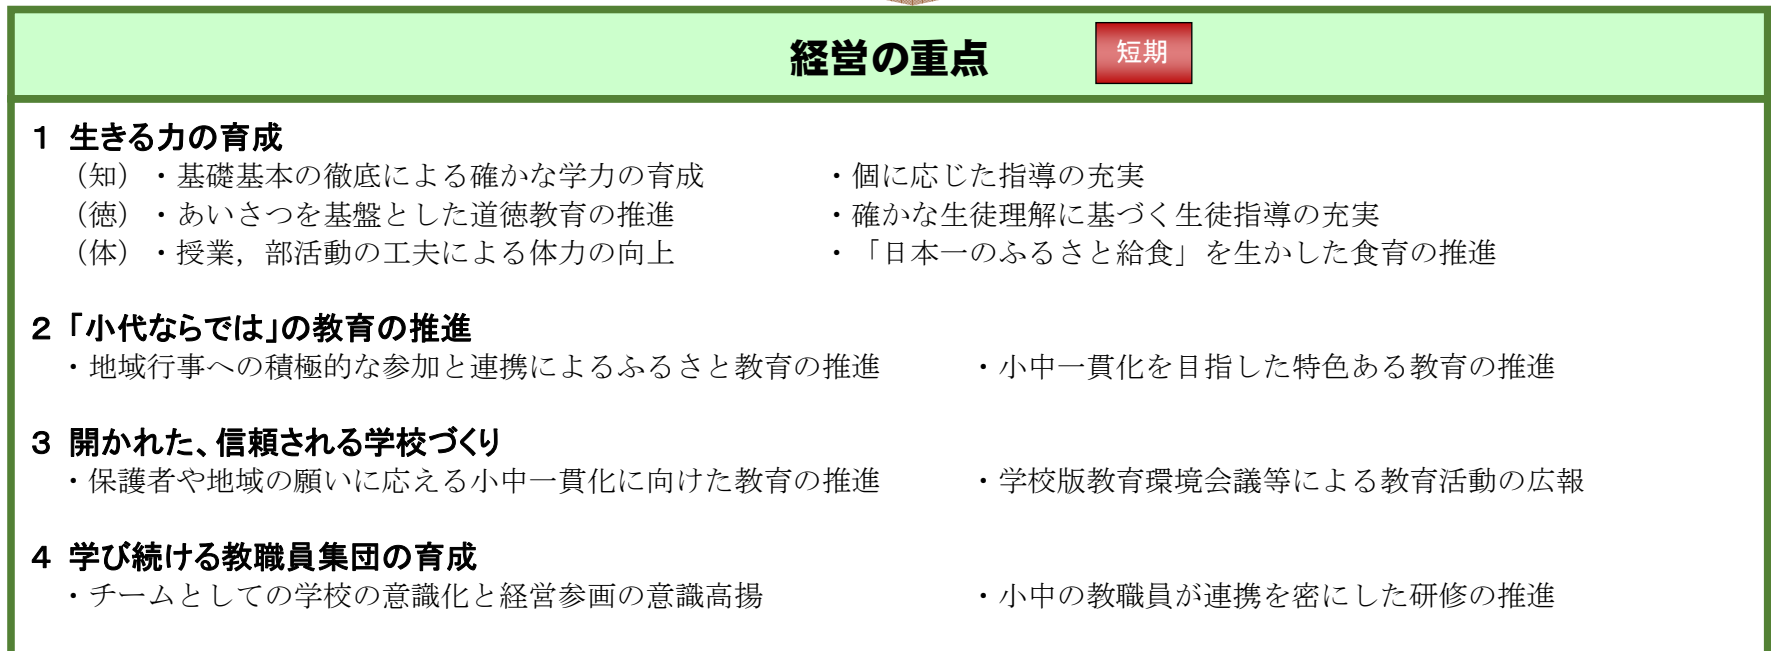 経営の重点 短期
１ 生きる力の育成
（知）・基礎基本の徹底による確かな学力の育成 ・個に応じた指導の充実
（徳）・あいさつを基盤とした道徳教育の推進 ・確かな生徒理解に基づく生徒指導の充実
（体）・授業，部活動の工夫による体力の向上 ・「日本一のふるさと給食」を生かした食育の推進
２ 「小代ならでは」の教育の推進
・地域行事への積極的な参加と連携によるふるさと教育の推進 ・小中一貫化を目指した特色ある教育の推進
３ 開かれた、信頼される学校づくり
・保護者や地域の願いに応える小中一貫化に向けた教育の推進 ・学校版教育環境会議等による教育活動の広報
４ 学び続ける教職員集団の育成
・チームとしての学校の意識化と経営参画の意識高揚 ・小中の教職員が連携を密にした研修の推進